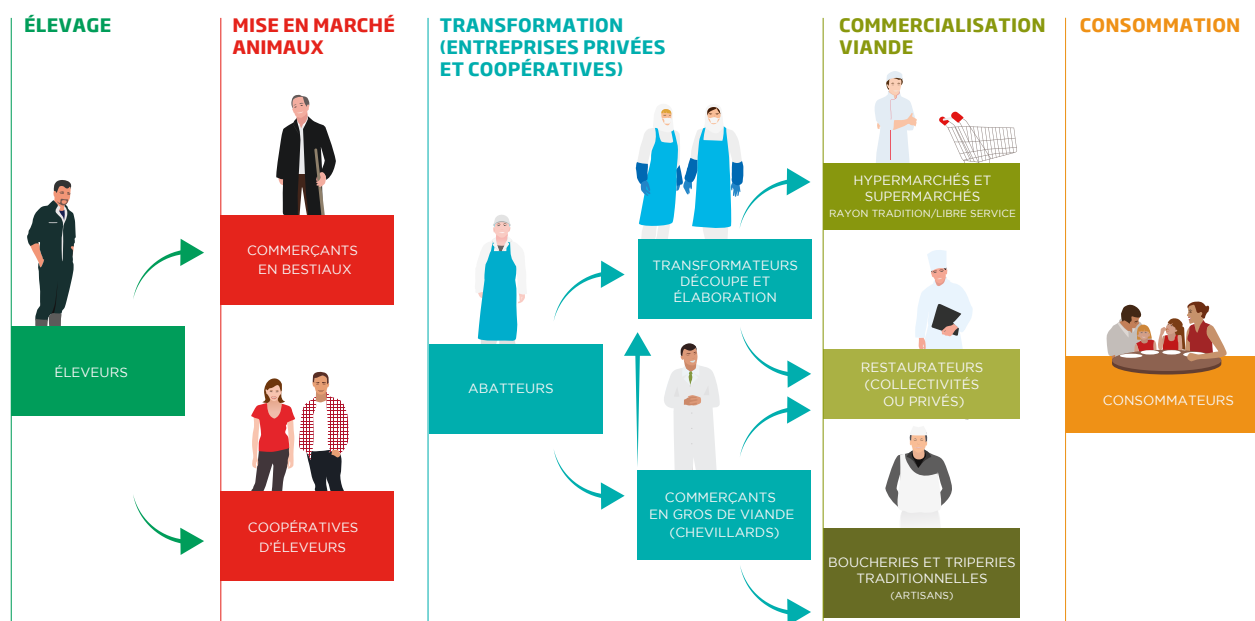 ÉLEVAGE
MISE EN MARCHÉ
ANIMAUX
TRANSFORMATION
(ENTREPRISES PRIVÉES
ET COOPÉRATIVES)
COMMERCIALISATION
VIANDE
CONSOMMATION
ÉLEVEURS
COMMERÇANTS
EN BESTIAUX
COOPÉRATIVES
D'ÉLEVEURS
ABATTEURS
TRANSFORMATEURS
DÉCOUPE ET
ÉLABORATION
COMMERÇANTS
EN GROS DE VIANDE
(CHEVILLARDS)
HYPERMARCHÉS ET
SUPERMARCHÉS
RAYON TRADITION/LIBRE SERVICE
RESTAURATEURS
(COLLECTIVITÉS
OU PRIVÉS)
BOUCHERIES ET TRIPERIES
TRADITIONNELLES
(ARTISANS)
CONSOMMATEURS